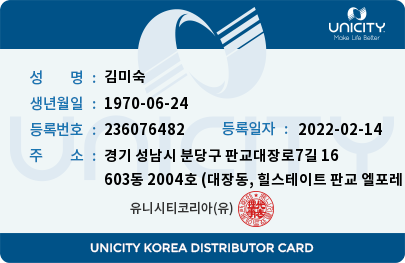 UNICITY
Make Life Better
성 명 : 김미숙
생년월일 : 1970-06-24
등록번호 : 236076482 등록일자 : 2022-02-14
주 소 : 경기 성남시 분당구 판교대장로7길 16
603동 2004호 (대장동, 힐스테이트 판교 엘포레
유니시티코리아(유)
UNICITY
UNICITY KOREA DISTRIBUTOR CARD